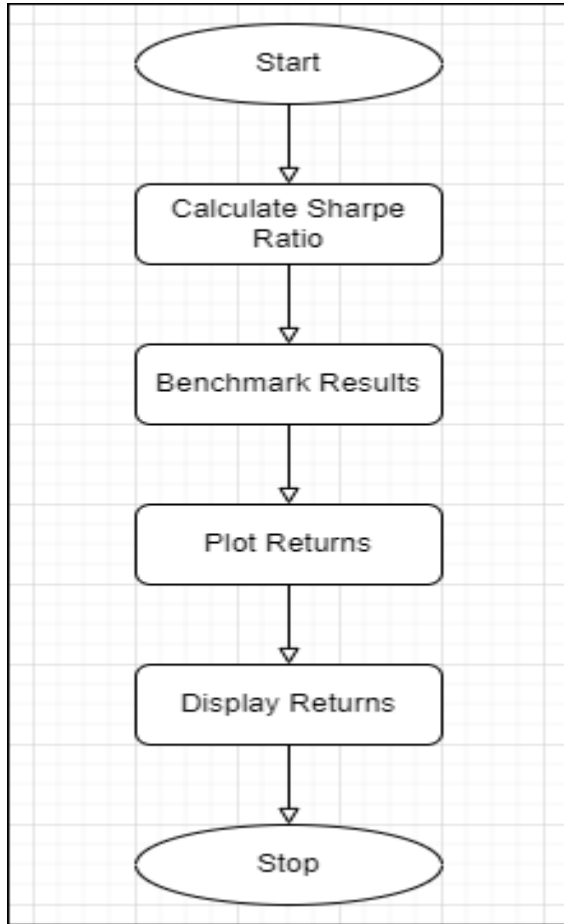 Start
Calculate Sharpe
Ratio
Benchmark Results
Plot Returns
Display Returns
Stop